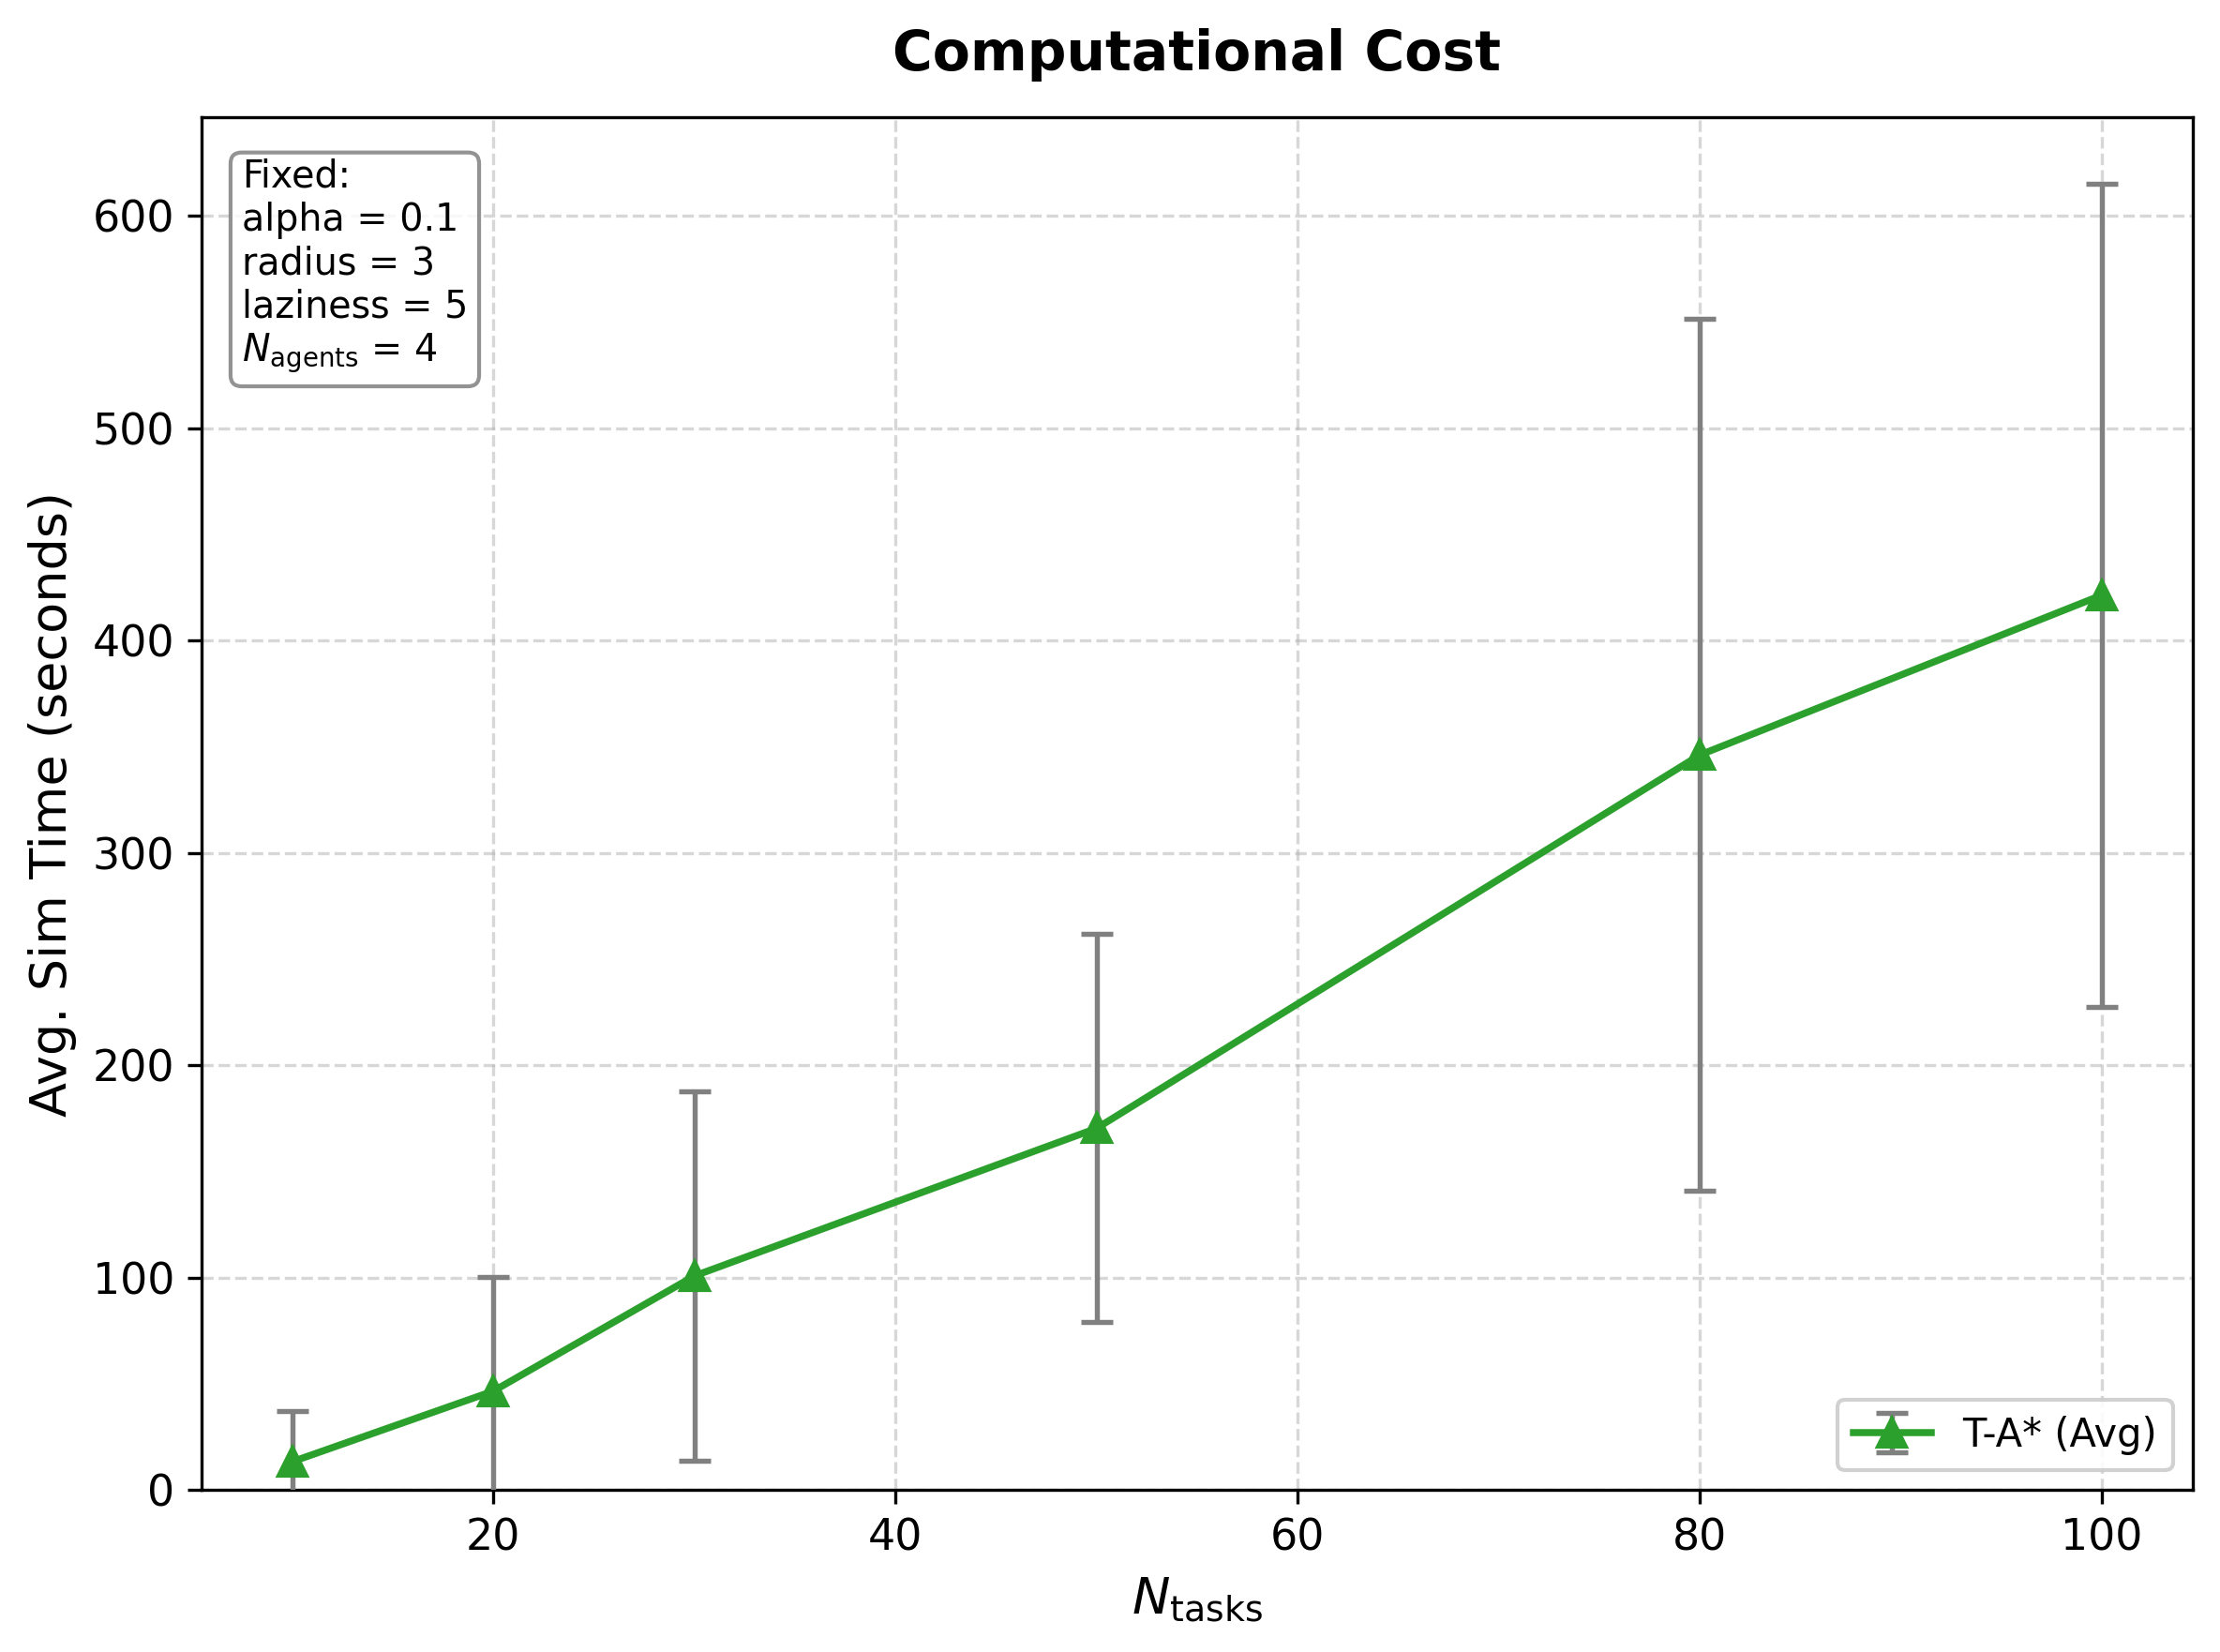 Computational Cost
Fixed:
alpha = 0.1
radius = 3
laziness = 5
N_agents = 4
600
500
400
300
200
100
0
Avg. Sim Time (seconds)
T-A* (Avg)
20 40 60 80 100
N_tasks